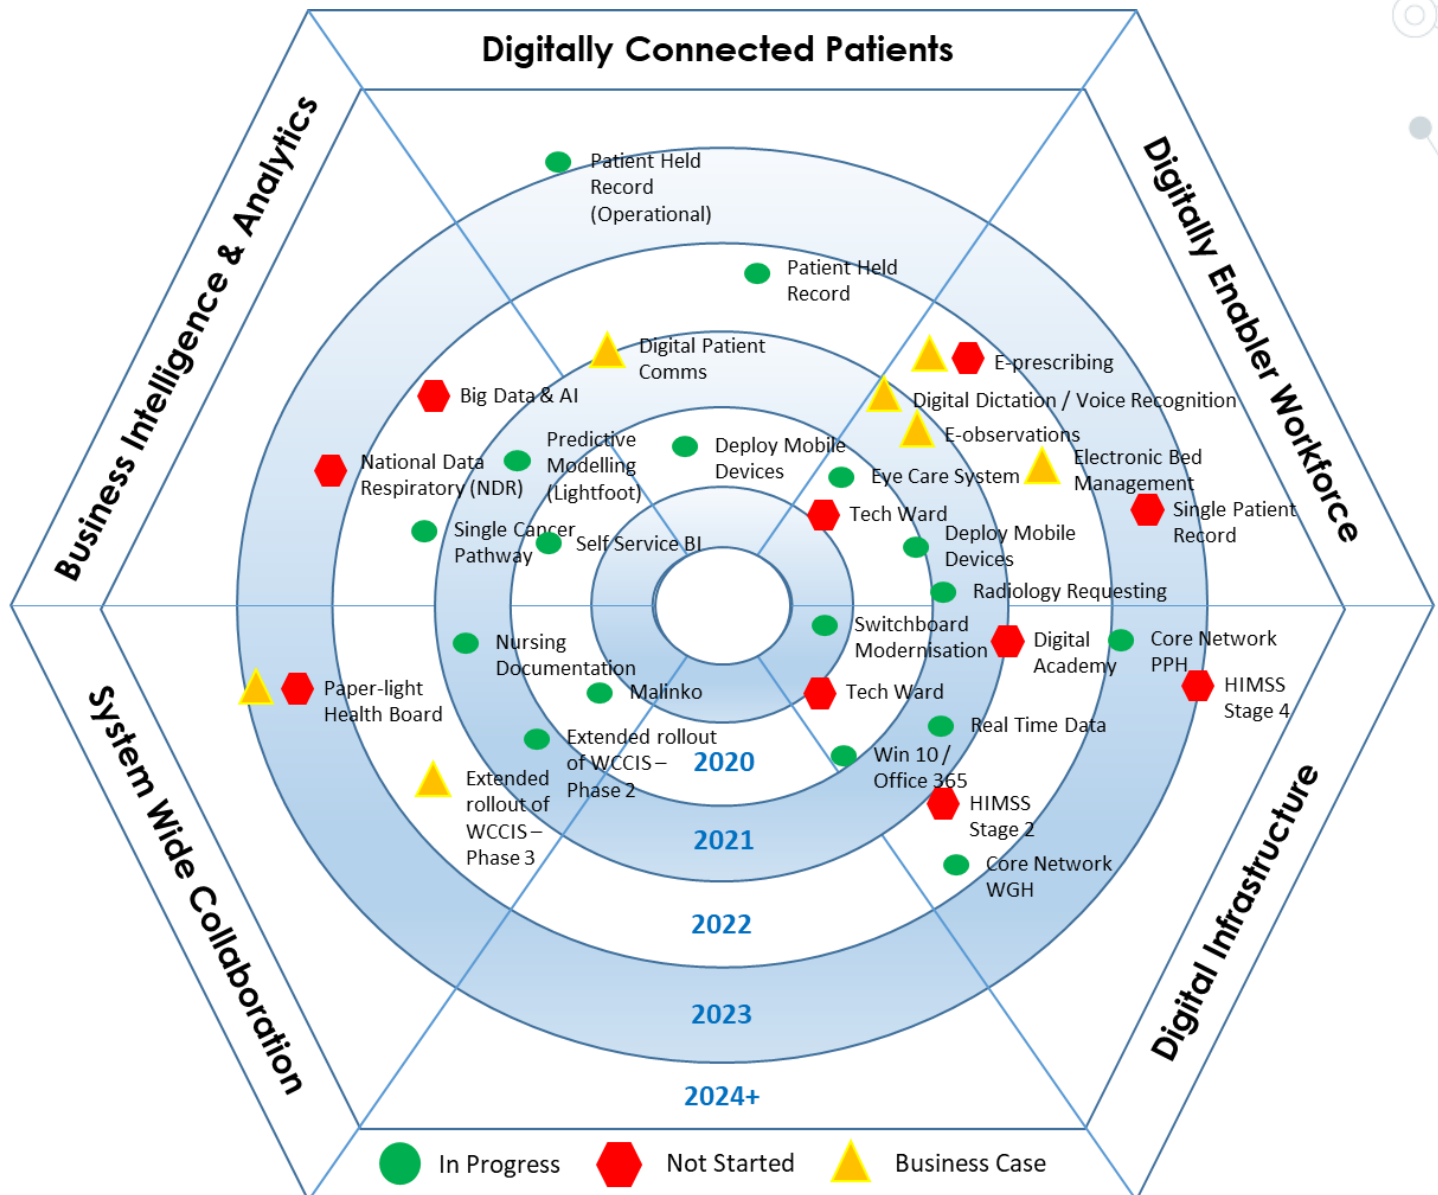 Digitally Connected Patients
Business Intelligence & Analytics
Digitally Enabler Workforce
System Wide Collaboration
Digital Infrastructure
Patient Held
Record
(Operational)
Patient Held
Record
Digital Patient
Comms
Deploy Mobile
Devices
Big Data & AI
Predictive
Modelling
(Lightfoot)
National Data
Respiratory (NDR)
Single Cancer
Pathway
Self Service BI
E-prescribing
Digital Dictation / Voice Recognition
E-observations
Electronic Bed
Management
Eye Care System
Single Patient
Record
Tech Ward
Deploy Mobile
Devices
Radiology Requesting
Switchboard
Modernisation
Digital
Academy
Core Network
PPH
HIMSS
Stage 4
Tech Ward
Real Time Data
Win 10 /
Office 365
HIMSS
Stage 2
Core Network
WGH
Nursing
Documentation
Malinko
Paper-light
Health Board
Extended rollout
of WCCIS –
Phase 2
Extended
rollout of
WCCIS –
Phase 3
2020
2021
2022
2023
2024+
In Progress
Not Started
Business Case